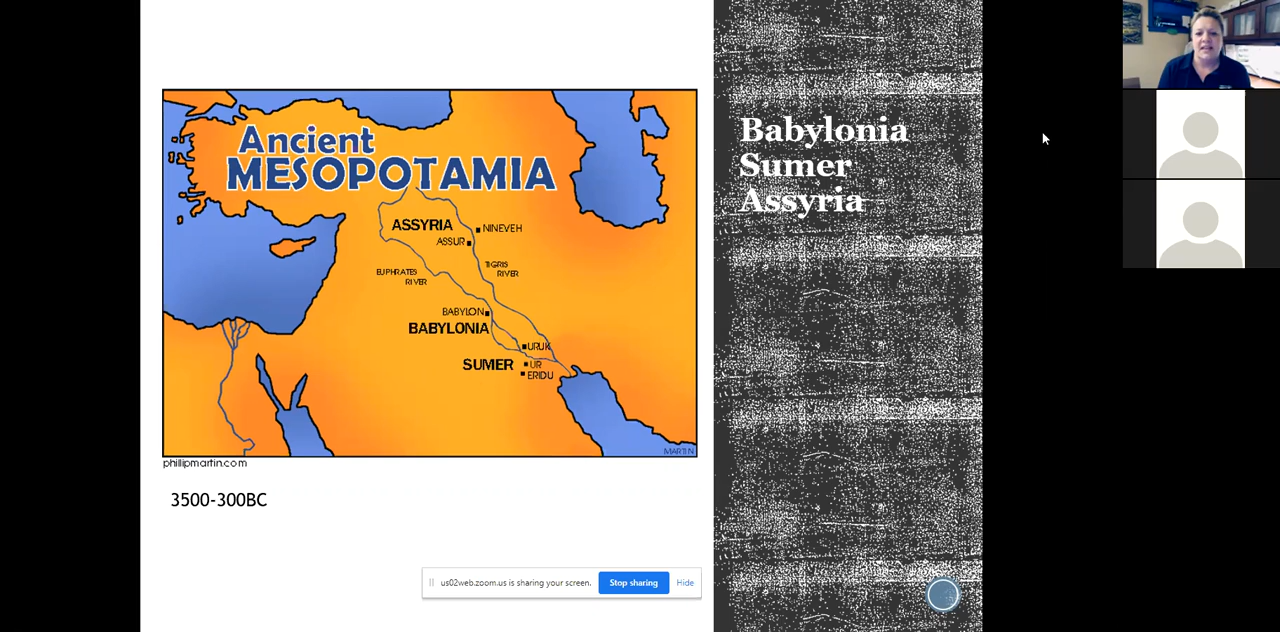 Ancient
MESOPOTAMIA
ASSYRIA
NINEVEH
ASSUR
EUPHRATES
RIVER
TIGRIS
RIVER
BABYLON
BABYLONIA
URUK
SUMER
UR
ERIDU
MARTIN
phillipmartin.com
3500-300BC
Babylonia
Sumer
Assyria
us02web.zoom.us is sharing your screen.
Stop sharing
Hide